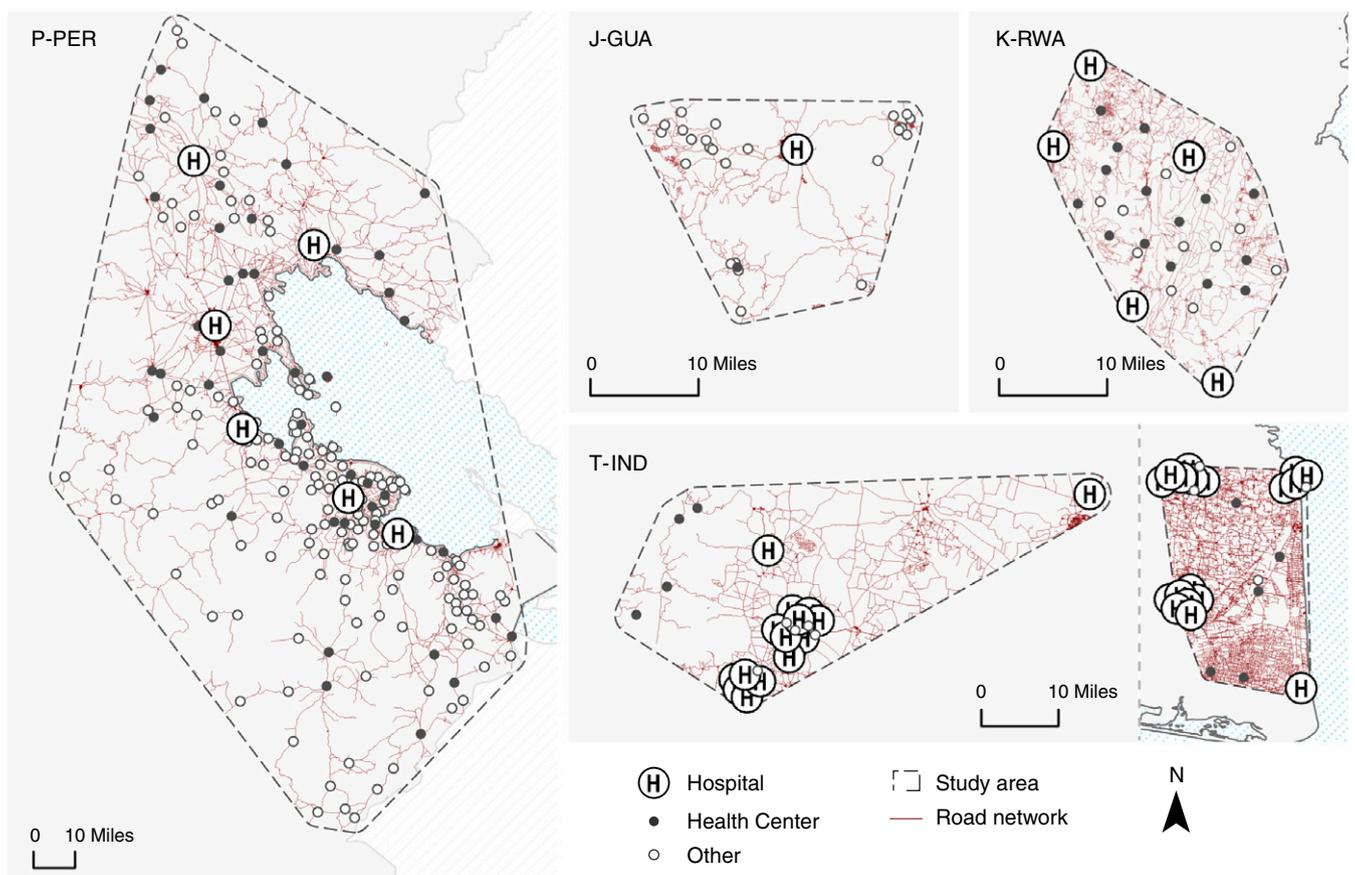 P-PER
J-GUA
K-RWA
0 10 Miles
0 10 Miles
T-IND
0 10 Miles
0 10 Miles
H Hospital
Health Center
Other
Study area
Road network
N